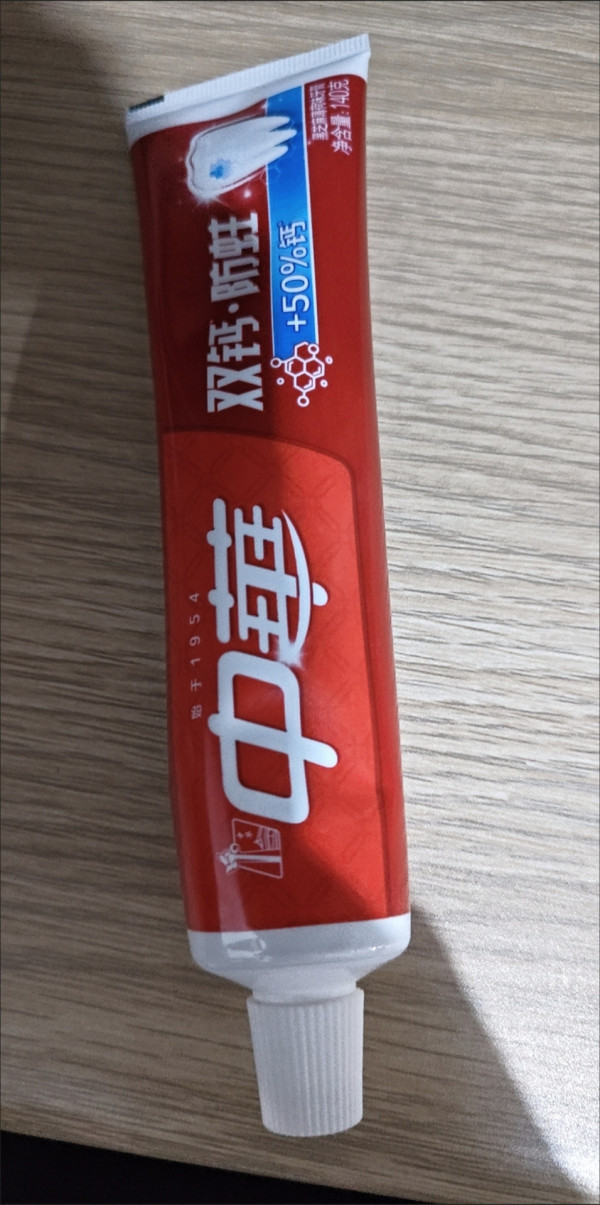 始于1954
中華
双钙·防蛀
+50%钙
净含量:140克